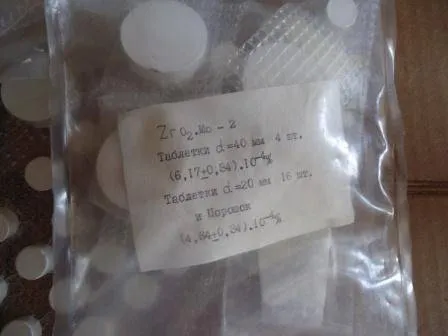 ZrO₂.Mo - 2
Таблетки d=40 мм 4 шт.
(6,17±0,84).10⁻⁴%
Таблетки d=20 мм 16 шт.
и Порошок
(4,84±0,34).10⁻⁴%